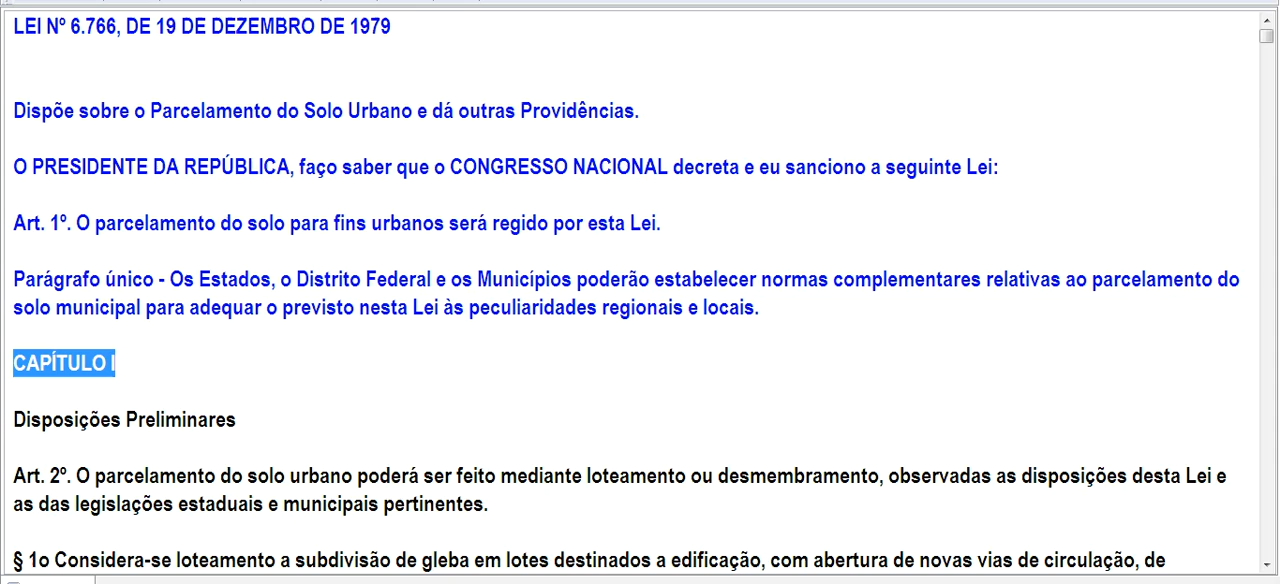 LEI Nº 6.766, DE 19 DE DEZEMBRO DE 1979
Dispõe sobre o Parcelamento do Solo Urbano e dá outras Providências.
O PRESIDENTE DA REPÚBLICA, faço saber que o CONGRESSO NACIONAL decreta e eu sanciono a seguinte Lei:
Art. 1º. O parcelamento do solo para fins urbanos será regido por esta Lei.
Parágrafo único - Os Estados, o Distrito Federal e os Municípios poderão estabelecer normas complementares relativas ao parcelamento do
solo municipal para adequar o previsto nesta Lei às peculiaridades regionais e locais.
CAPÍTULO I
Disposições Preliminares
Art. 2º. O parcelamento do solo urbano poderá ser feito mediante loteamento ou desmembramento, observadas as disposições desta Lei e
as das legislações estaduais e municipais pertinentes.
§ 1o Considera-se loteamento a subdivisão de gleba em lotes destinados a edificação, com abertura de novas vias de circulação, de